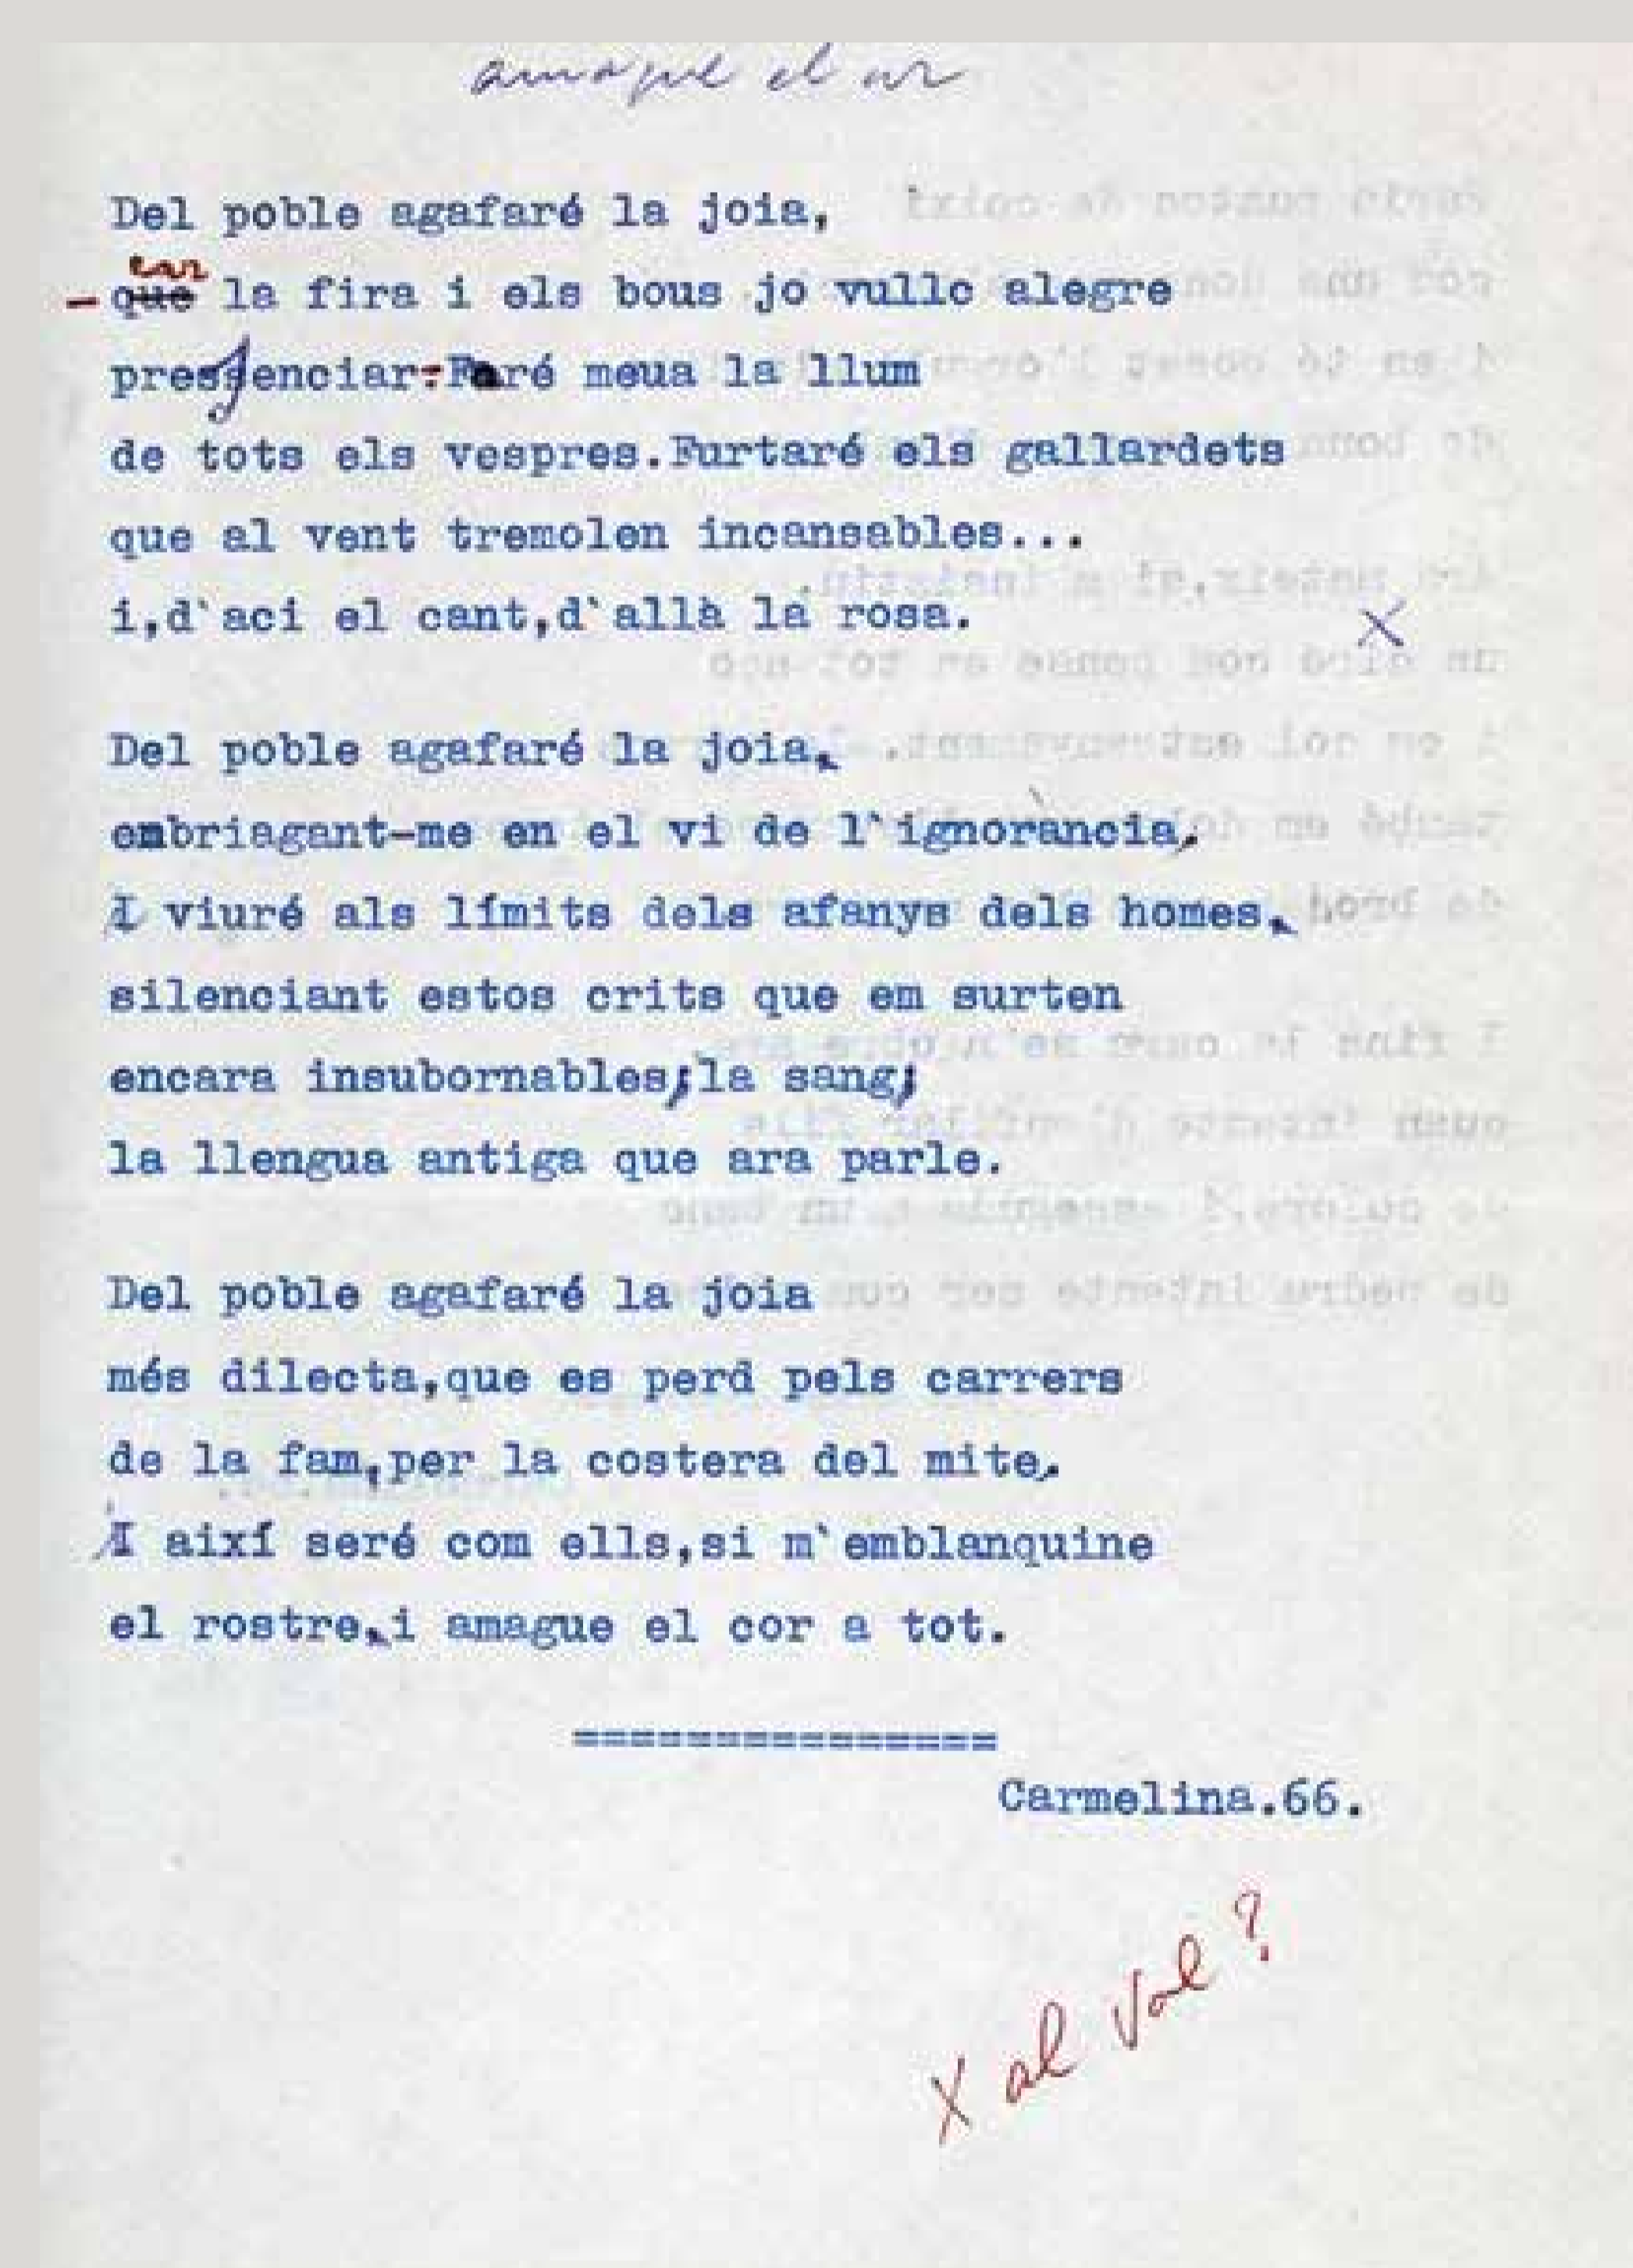 amague el cor
Del poble agafaré la joia,
car
- que la fira i els bous jo vullc alegre
presenciar. Faré meua la llum
de tots els vespres.Furtaré els gallardets
que al vent tremolen incansables...
i,d`aci el cant,d`allà la rosa.
X
Del poble agafaré la joia,
embriagant-me en el vi de l`ignorància,
I viuré als límits dels afanys dels homes,
silenciant estos crits que em surten
encara insubornables;la sang;
la llengua antiga que ara parle.
Del poble agafaré la joia
més dilecta,que es perd pels carrers
de la fam,per la costera del mite.
I així seré com ells,si m`emblanquine
el rostre,i amague el cor a tot.
===============
Carmelina.66.
X al vol?